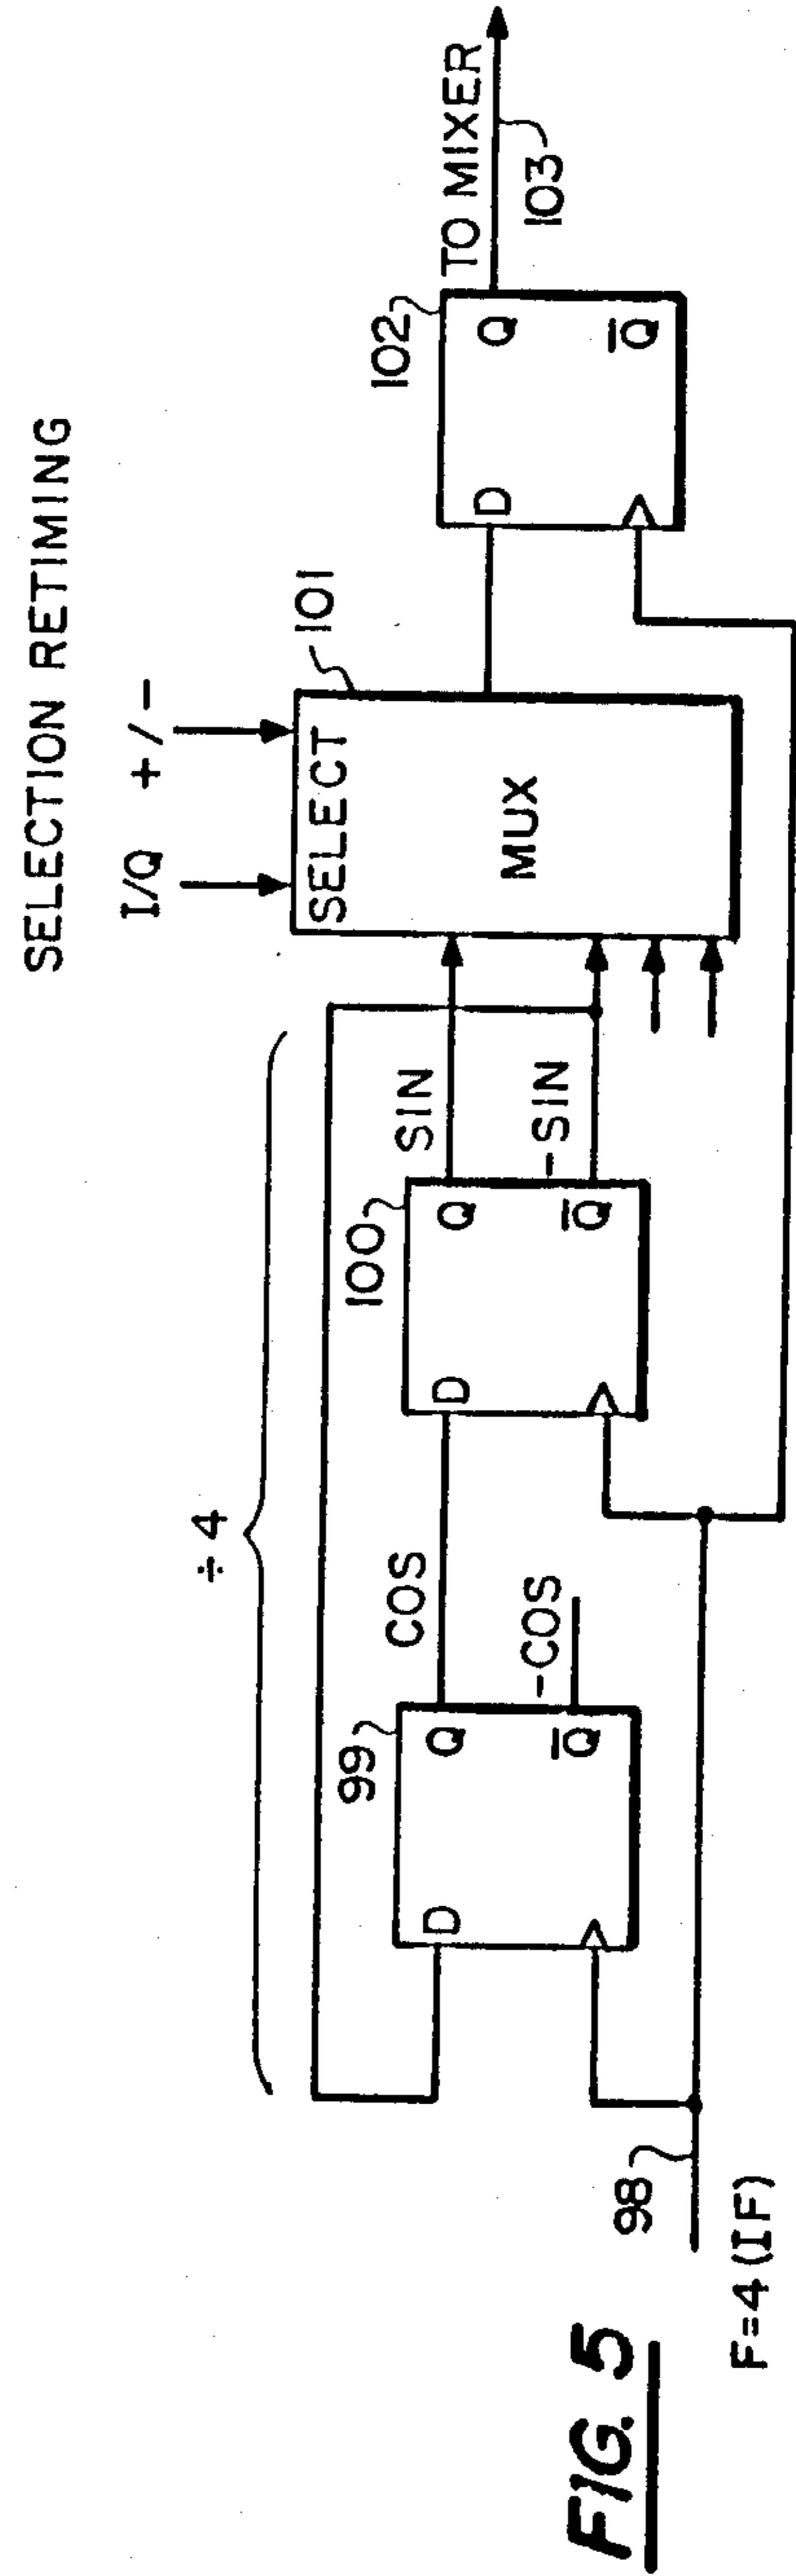 SELECTION RETIMING
÷4
I/Q +/-
SELECT
MUX
101
99
D
Q
Q̅
COS
-COS
100
D
Q
Q̅
SIN
-SIN
102
D
Q
Q̅
TO MIXER
103
98
F=4(IF)
FIG. 5